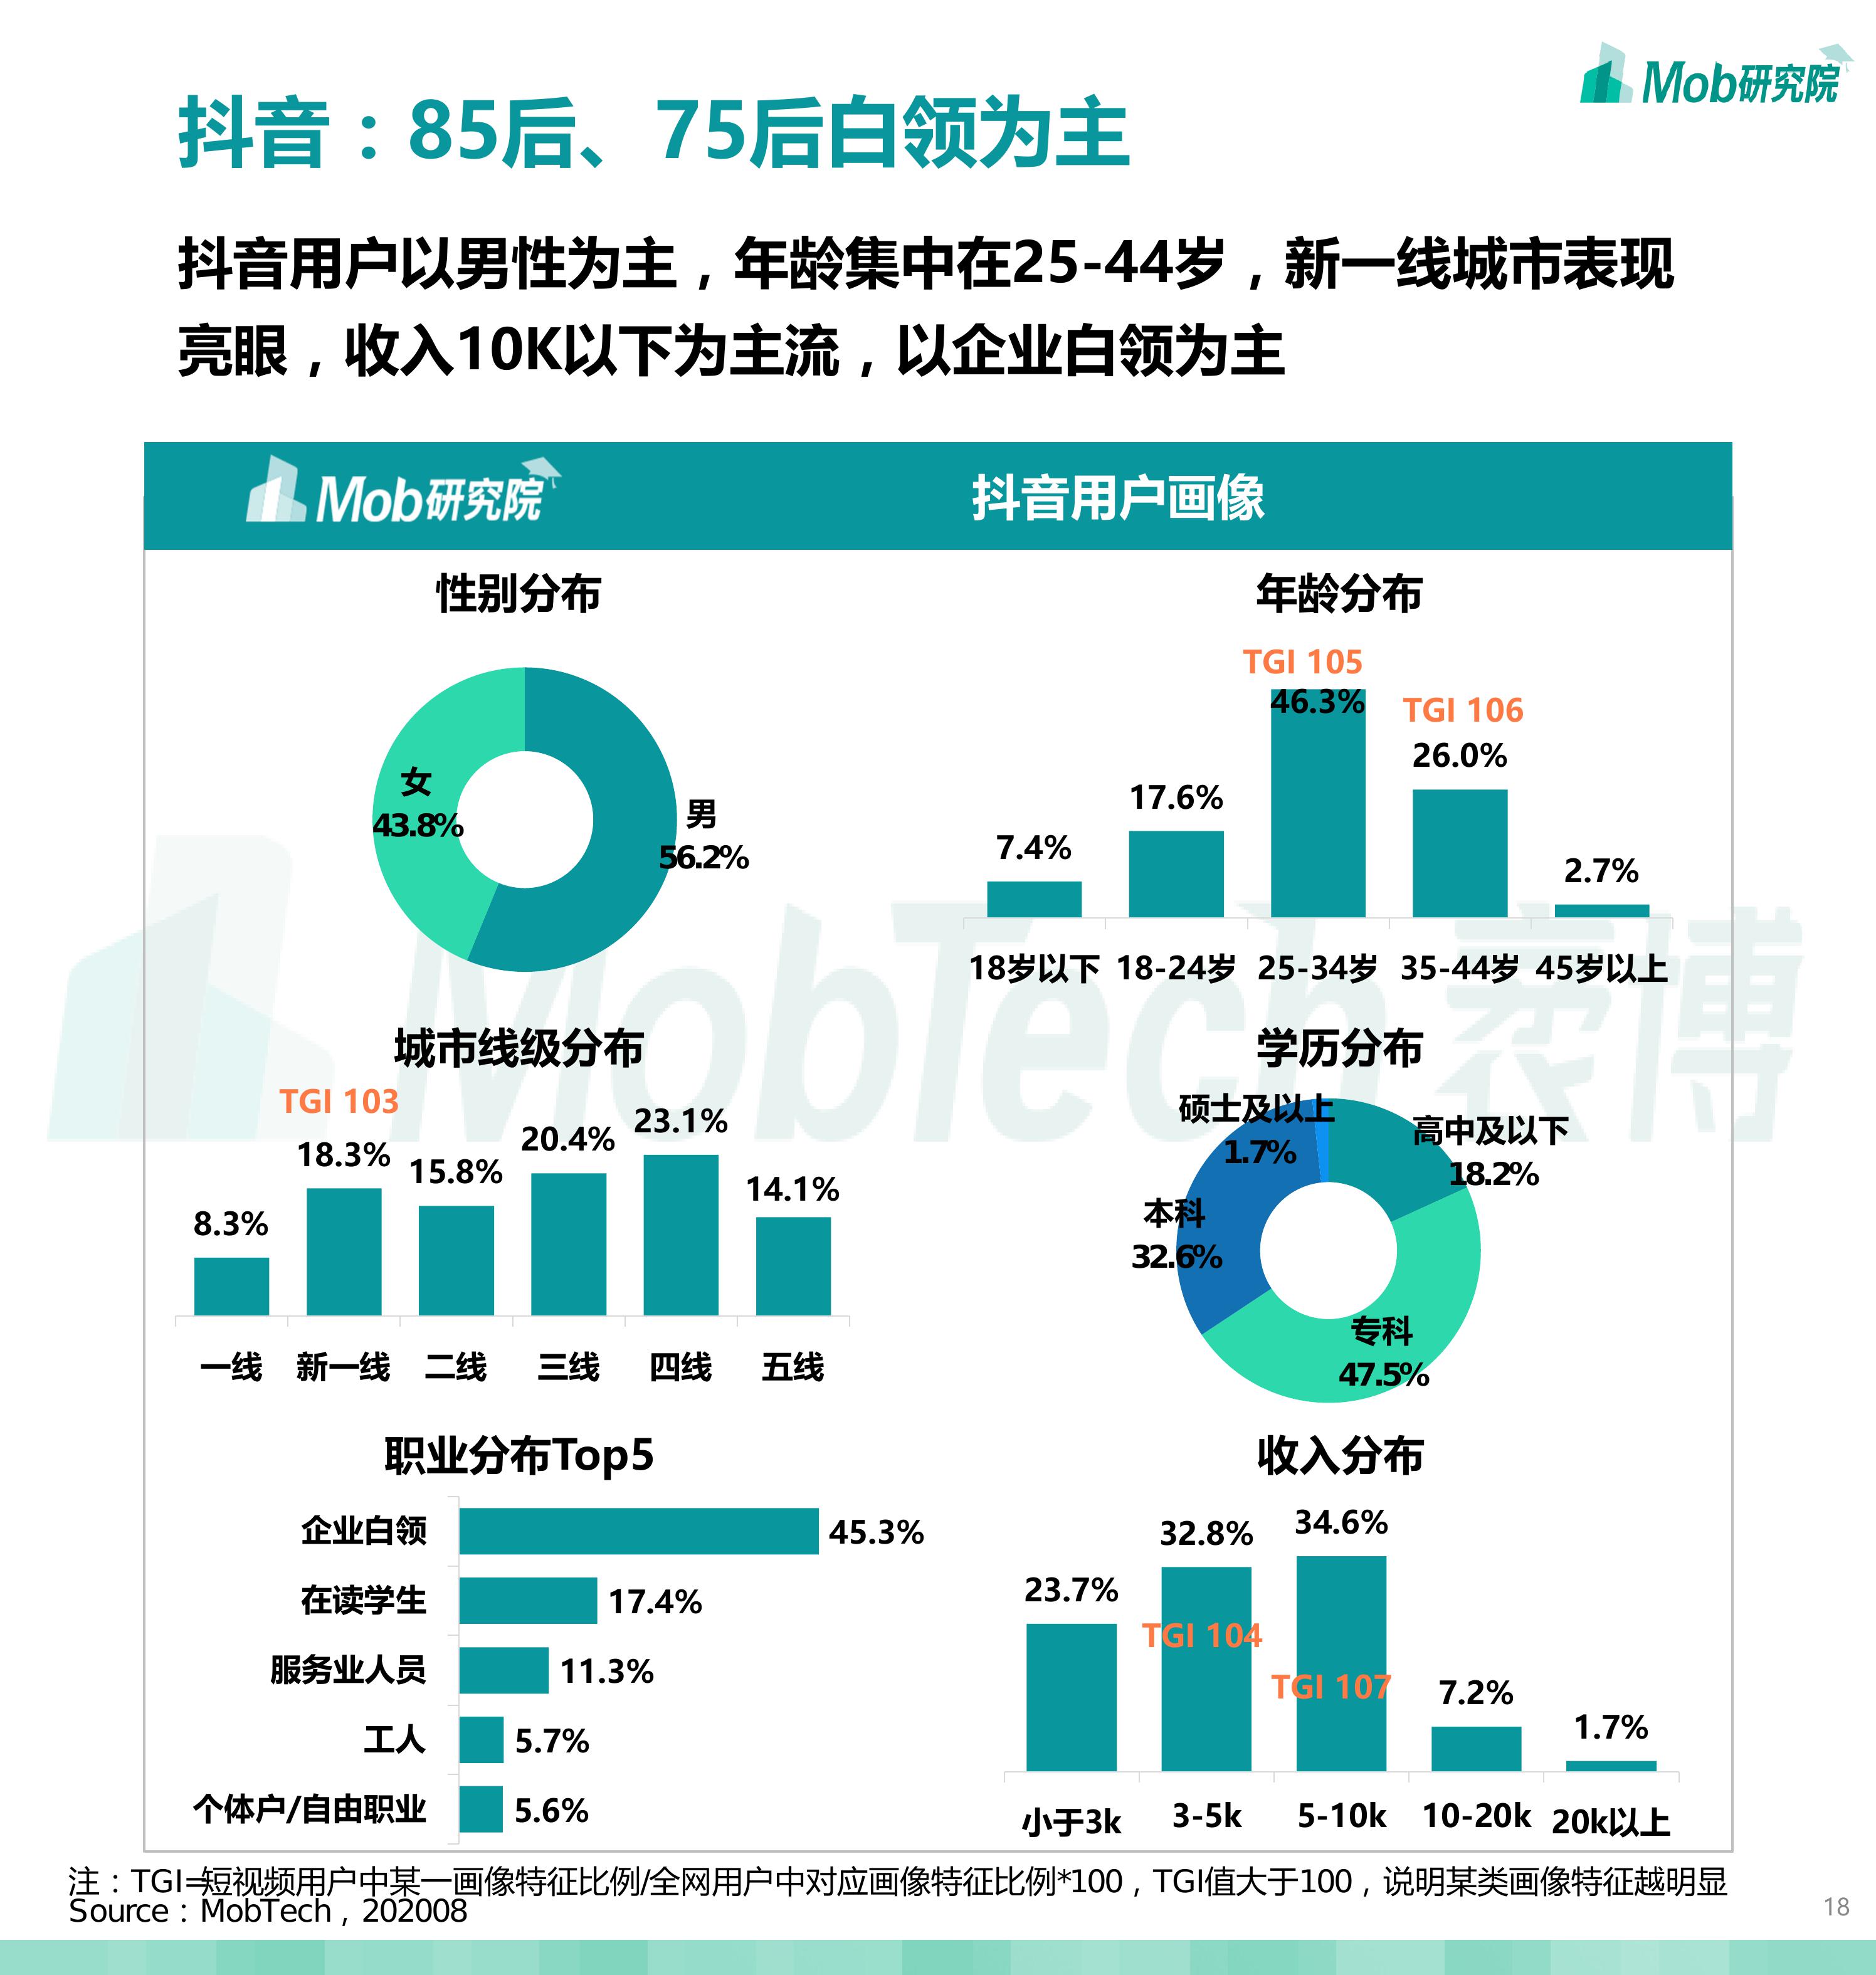 Mob研究院
抖音：85后、75后白领为主
抖音用户以男性为主，年龄集中在25-44岁，新一线城市表现
亮眼，收入10K以下为主流，以企业白领为主
Mob研究院
抖音用户画像
性别分布
女
43.8%
男
56.2%
年龄分布
TGI 105
46.3%
TGI 106
26.0%
17.6%
7.4%
2.7%
18岁以下 18-24岁 25-34岁 35-44岁 45岁以上
MobTech 袤博
城市线级分布
TGI 103
8.3%
18.3%
15.8%
20.4%
23.1%
14.1%
一线 新一线 二线 三线 四线 五线
学历分布
硕士及以上
1.7%
高中及以下
18.2%
本科
32.6%
专科
47.5%
职业分布Top5
企业白领 45.3%
在读学生 17.4%
服务业人员 11.3%
工人 5.7%
个体户/自由职业 5.6%
收入分布
23.7%
32.8%
34.6%
TGI 104
TGI 107
7.2%
1.7%
小于3k 3-5k 5-10k 10-20k 20k以上
注：TGI=短视频用户中某一画像特征比例/全网用户中对应画像特征比例*100，TGI值大于100，说明某类画像特征越明显
Source：MobTech，202008
18